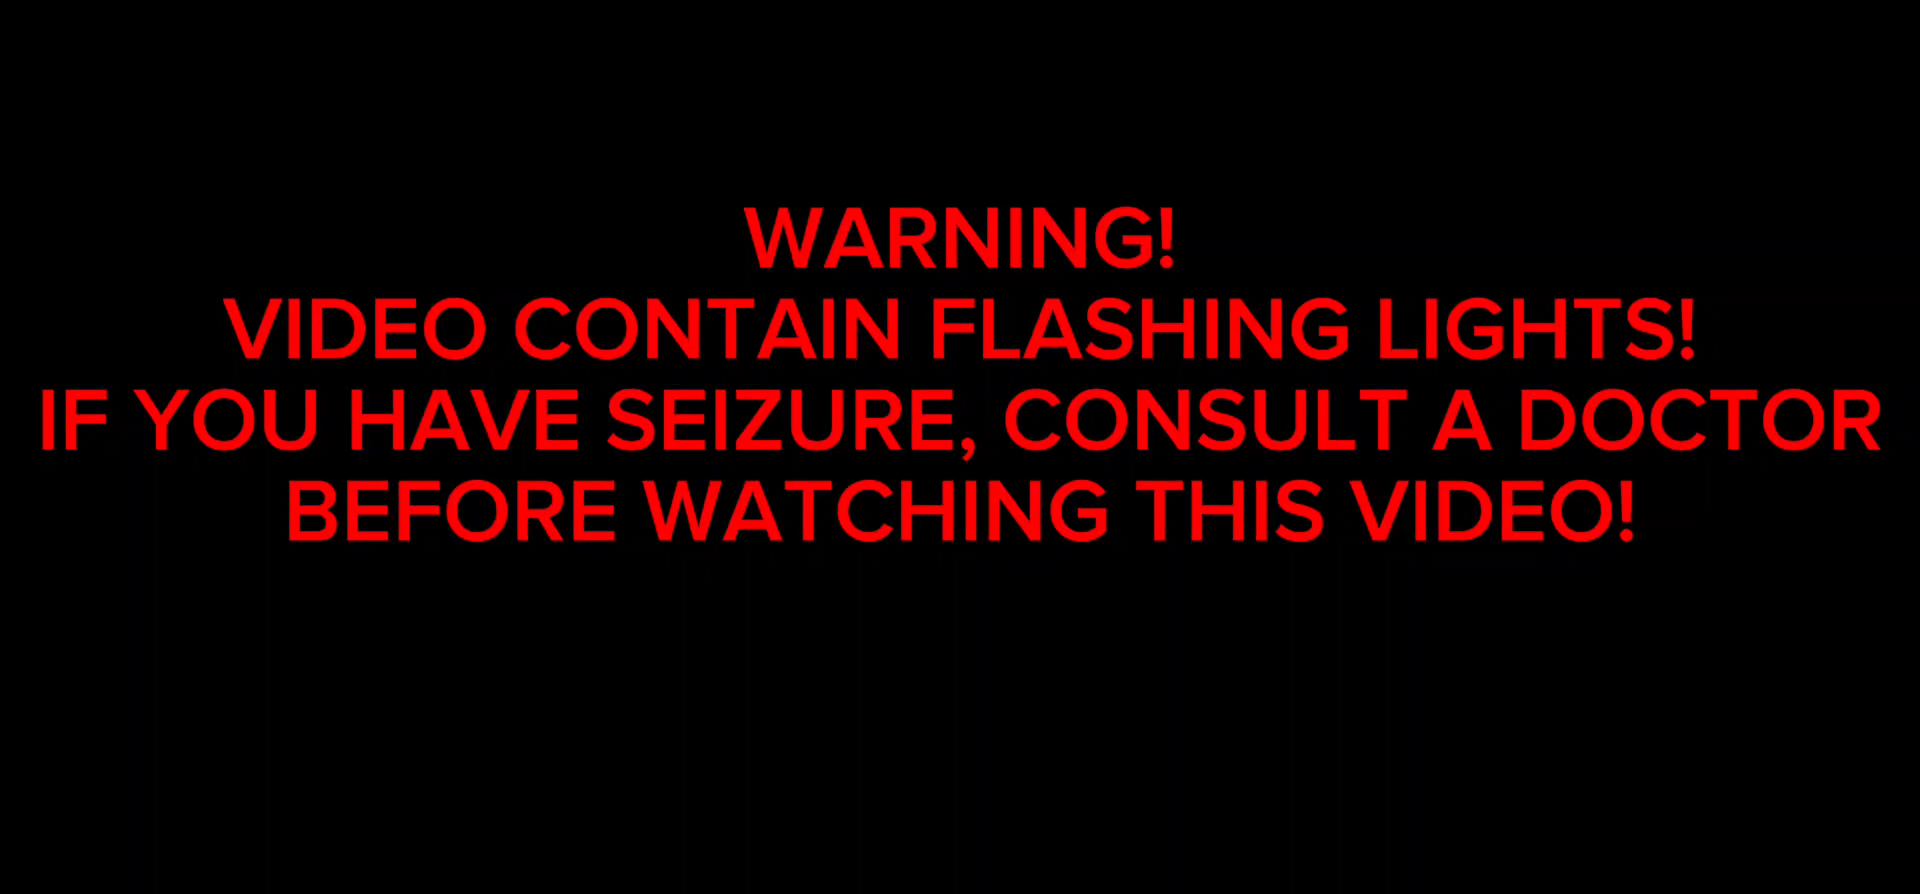 WARNING!
VIDEO CONTAIN FLASHING LIGHTS!
IF YOU HAVE SEIZURE, CONSULT A DOCTOR
BEFORE WATCHING THIS VIDEO!